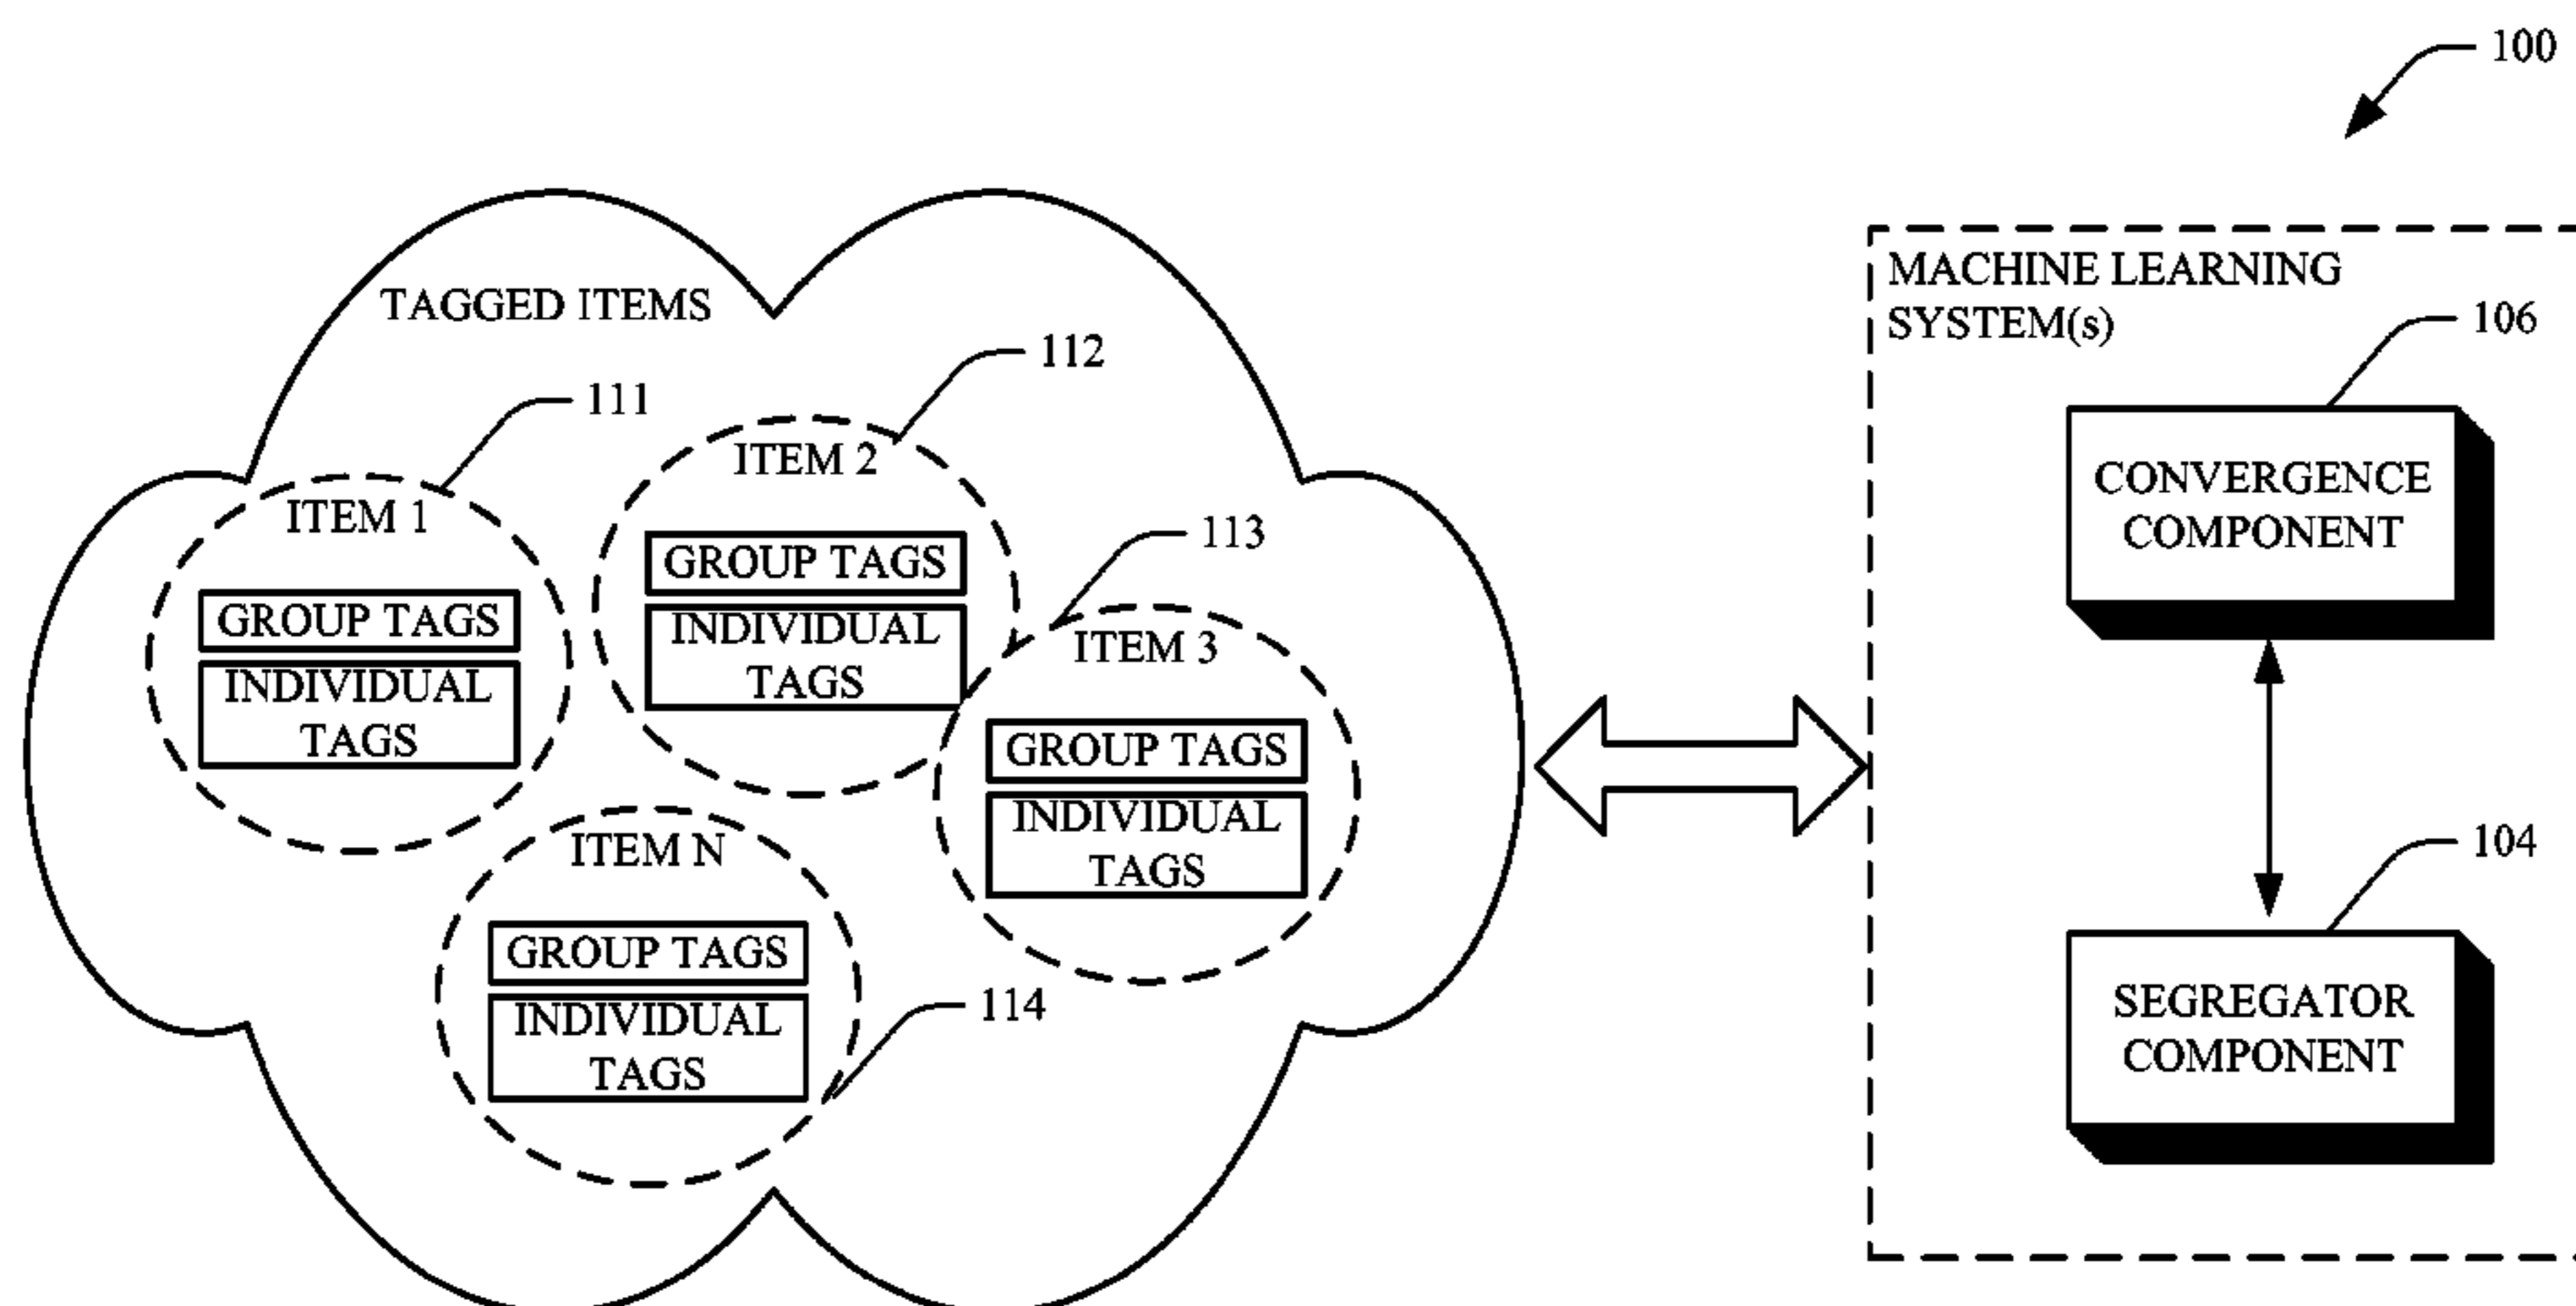 100
TAGGED ITEMS
111
112
113
ITEM 1
GROUP TAGS
INDIVIDUAL
TAGS
ITEM 2
GROUP TAGS
INDIVIDUAL
TAGS
ITEM 3
GROUP TAGS
INDIVIDUAL
TAGS
ITEM N
GROUP TAGS
INDIVIDUAL
TAGS
114
MACHINE LEARNING
SYSTEM(s)
106
CONVERGENCE
COMPONENT
104
SEGREGATOR
COMPONENT